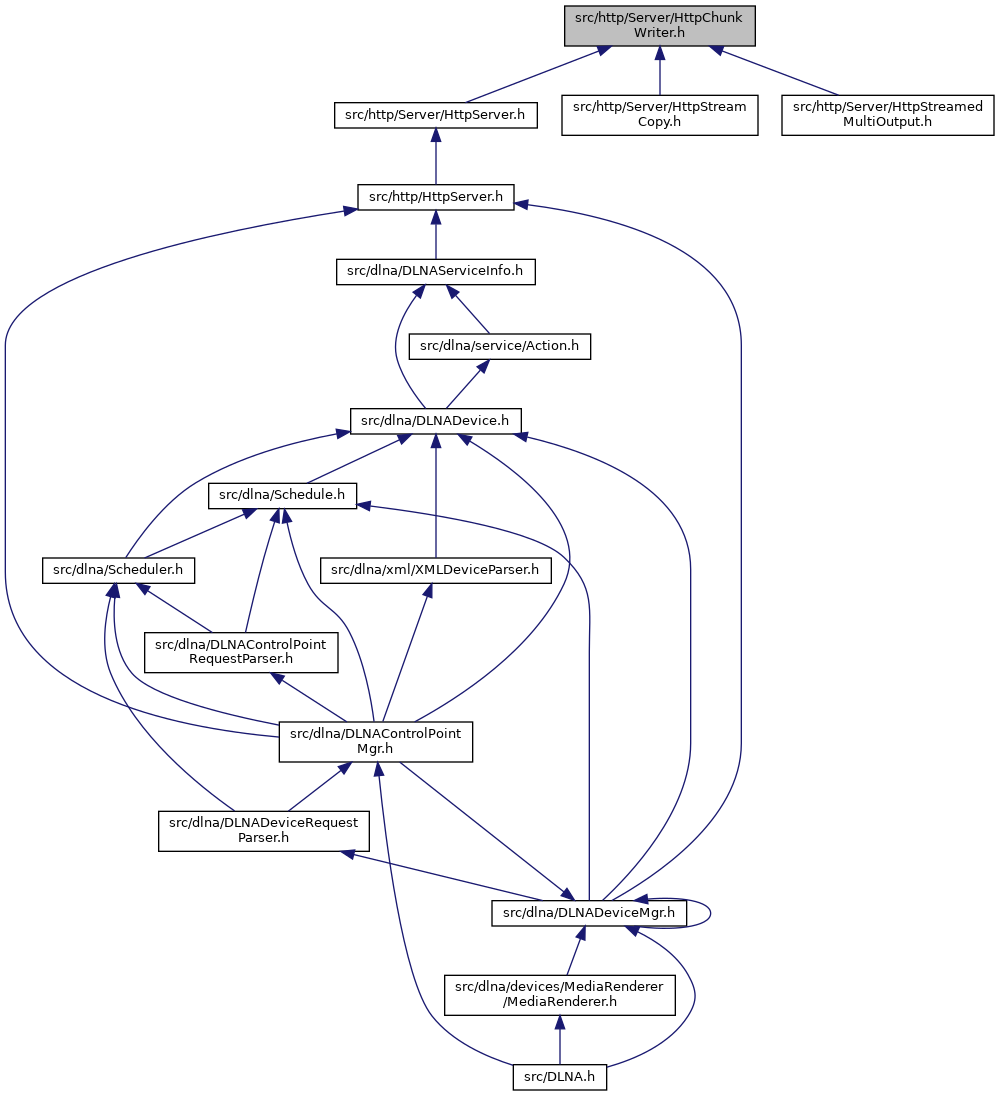 src/http/Server/HttpChunk
Writer.h
src/http/Server/HttpServer.h
src/http/Server/HttpStream
Copy.h
src/http/Server/HttpStreamed
MultiOutput.h
src/http/HttpServer.h
src/dlna/DLNAServiceInfo.h
src/dlna/service/Action.h
src/dlna/DLNADevice.h
src/dlna/Schedule.h
src/dlna/Scheduler.h
src/dlna/xml/XMLDeviceParser.h
src/dlna/DLNAControlPoint
RequestParser.h
src/dlna/DLNAControlPoint
Mgr.h
src/dlna/DLNADeviceRequest
Parser.h
src/dlna/DLNADeviceMgr.h
src/dlna/devices/MediaRenderer
/MediaRenderer.h
src/DLNA.h